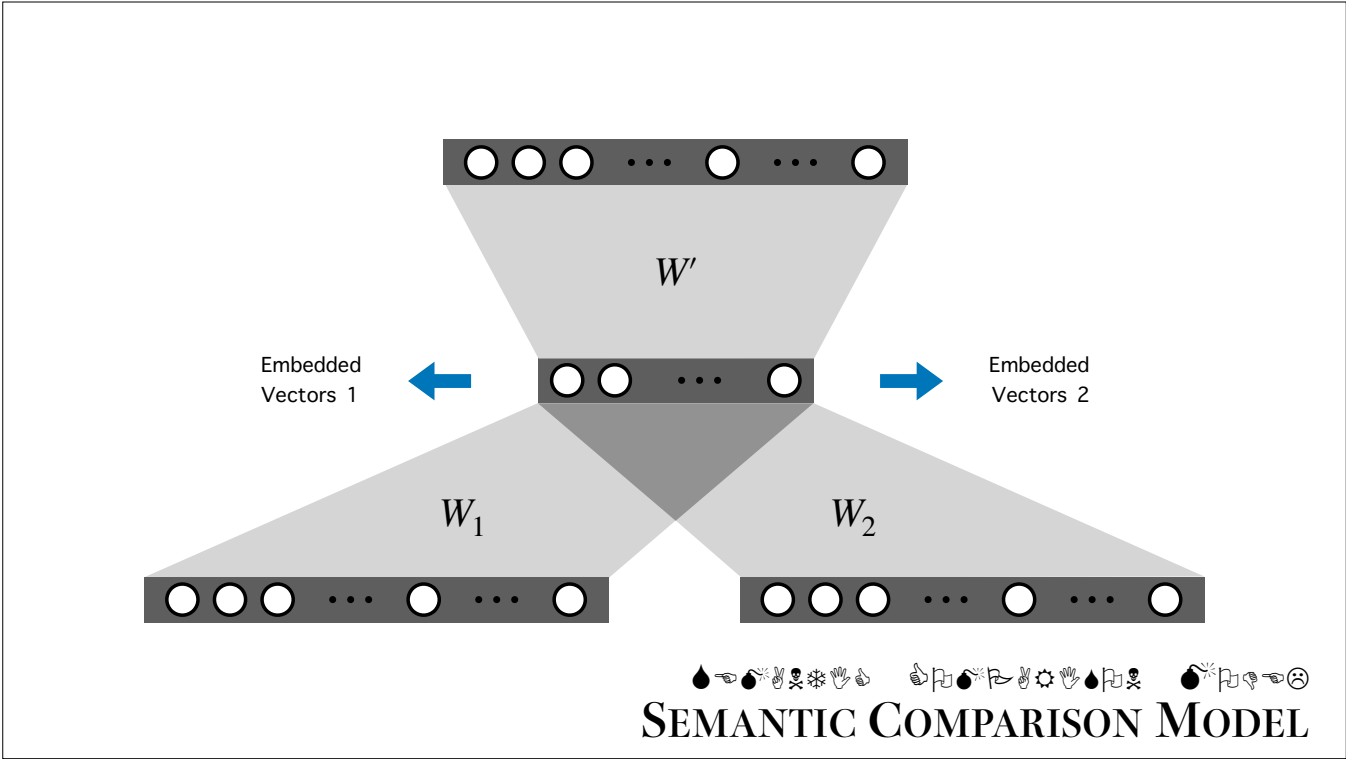 W′
Embedded
Vectors 1
Embedded
Vectors 2
W₁
W₂
💧︎☜︎💣︎✌︎☠︎❄︎✋︎👍︎ 👍︎⚐︎💣︎🏱︎✌︎☼︎✋︎💧︎⚐︎☠︎ 💣︎⚐︎👎︎☜︎☹︎
SEMANTIC COMPARISON MODEL